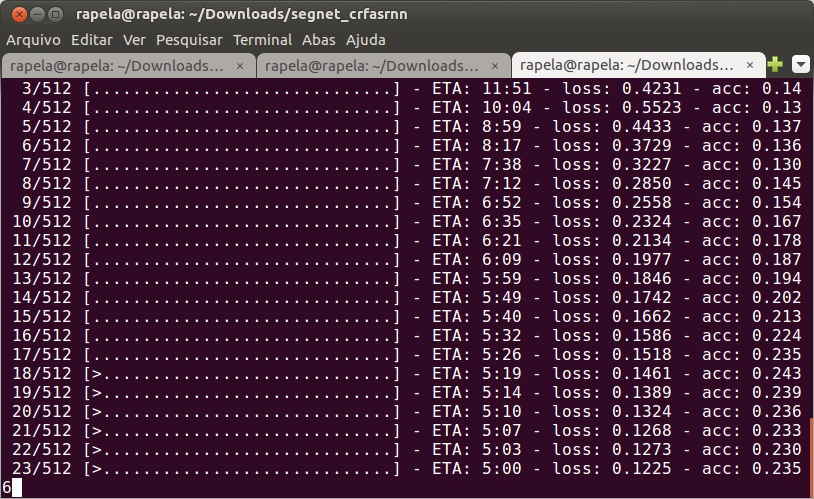 rapela@rapela: ~/Downloads/segnet_crfasrnn
Arquivo Editar Ver Pesquisar Terminal Abas Ajuda
rapela@rapela: ~/Downloads... × rapela@rapela: ~/Downloads... × rapela@rapela: ~/Downloads... ×
3/512 [..............................] - ETA: 11:51 - loss: 0.4231 - acc: 0.14
4/512 [..............................] - ETA: 10:04 - loss: 0.5523 - acc: 0.13
5/512 [..............................] - ETA: 8:59 - loss: 0.4433 - acc: 0.137
6/512 [..............................] - ETA: 8:17 - loss: 0.3729 - acc: 0.136
7/512 [..............................] - ETA: 7:38 - loss: 0.3227 - acc: 0.130
8/512 [..............................] - ETA: 7:12 - loss: 0.2850 - acc: 0.145
9/512 [..............................] - ETA: 6:52 - loss: 0.2558 - acc: 0.154
10/512 [..............................] - ETA: 6:35 - loss: 0.2324 - acc: 0.167
11/512 [..............................] - ETA: 6:21 - loss: 0.2134 - acc: 0.178
12/512 [..............................] - ETA: 6:09 - loss: 0.1977 - acc: 0.187
13/512 [..............................] - ETA: 5:59 - loss: 0.1846 - acc: 0.194
14/512 [..............................] - ETA: 5:49 - loss: 0.1742 - acc: 0.202
15/512 [..............................] - ETA: 5:40 - loss: 0.1662 - acc: 0.213
16/512 [..............................] - ETA: 5:32 - loss: 0.1586 - acc: 0.224
17/512 [..............................] - ETA: 5:26 - loss: 0.1518 - acc: 0.235
18/512 [>.............................] - ETA: 5:19 - loss: 0.1461 - acc: 0.243
19/512 [>.............................] - ETA: 5:14 - loss: 0.1389 - acc: 0.239
20/512 [>.............................] - ETA: 5:10 - loss: 0.1324 - acc: 0.236
21/512 [>.............................] - ETA: 5:07 - loss: 0.1268 - acc: 0.233
22/512 [>.............................] - ETA: 5:03 - loss: 0.1273 - acc: 0.230
23/512 [>.............................] - ETA: 5:00 - loss: 0.1225 - acc: 0.235
6